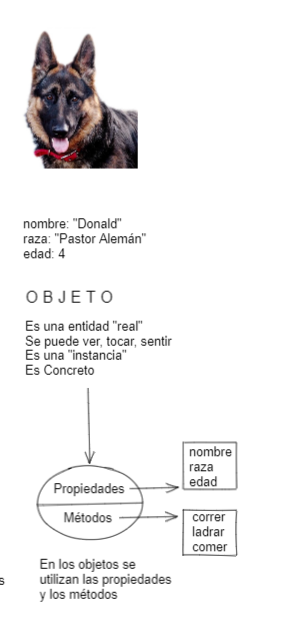 nombre: "Donald"
raza: "Pastor Alemán"
edad: 4
OBJETO
Es una entidad "real"
Se puede ver, tocar, sentir
Es una "instancia"
Es Concreto
Propiedades
nombre
raza
edad
Métodos
correr
ladrar
comer
En los objetos se
utilizan las propiedades
y los métodos